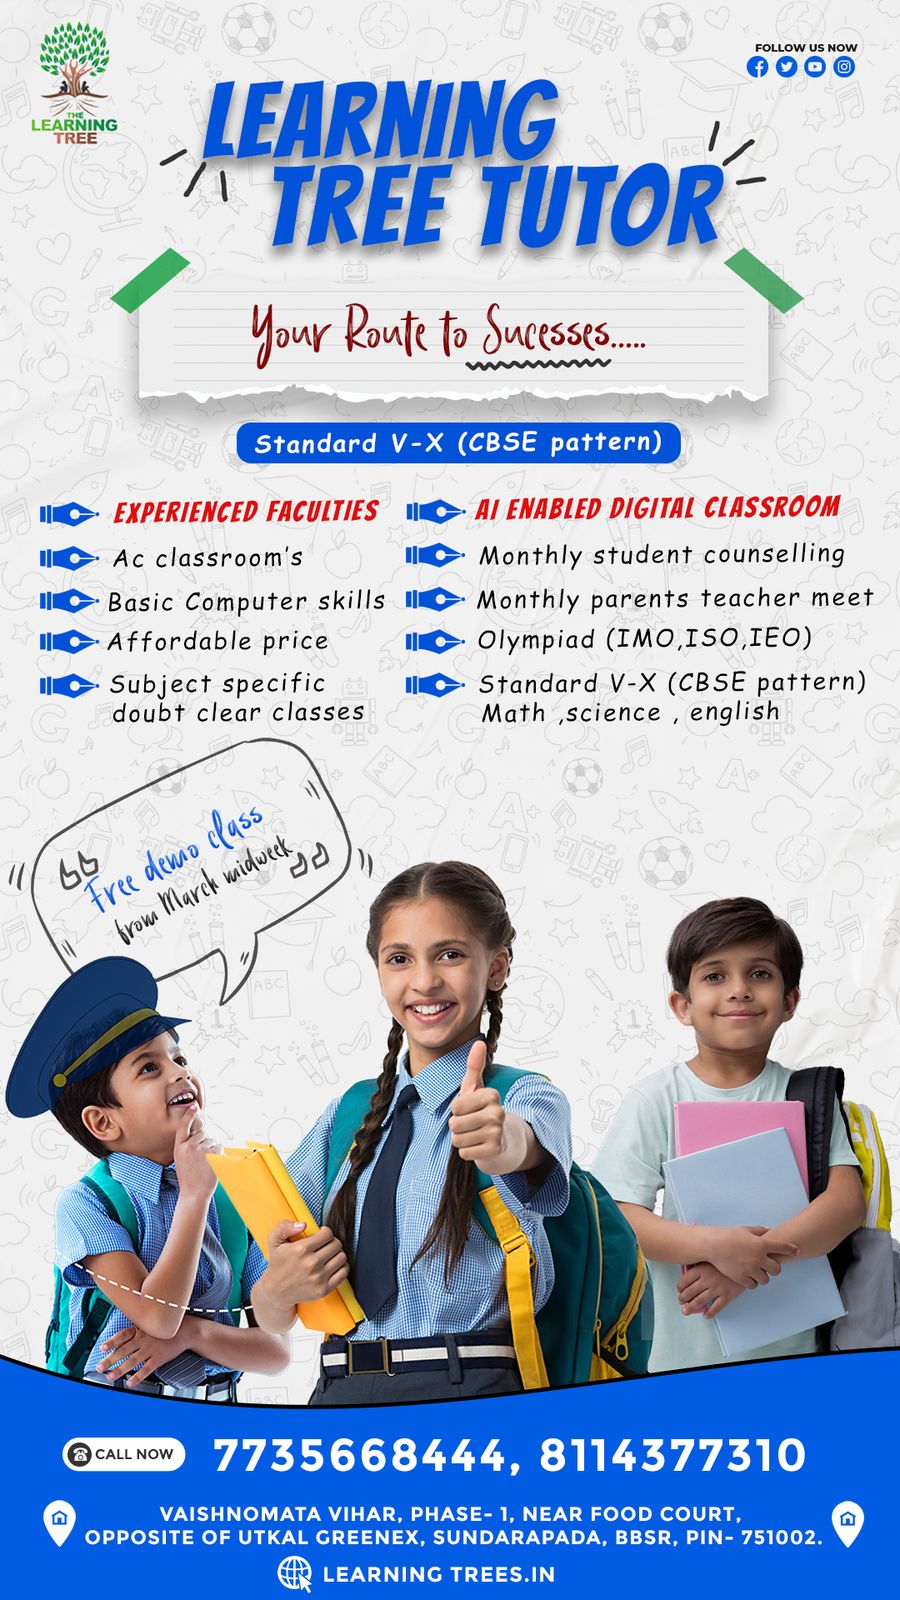 THE
LEARNING
TREE
FOLLOW US NOW
LEARNING
TREE TUTOR
Your Route to Sucesses.....
Standard V-X (CBSE pattern)
EXPERIENCED FACULTIES
Ac classroom's
Basic Computer skills
Affordable price
Subject specific
doubt clear classes
AI ENABLED DIGITAL CLASSROOM
Monthly student counselling
Monthly parents teacher meet
Olympiad (IMO,ISO,IEO)
Standard V-X (CBSE pattern)
Math ,science , english
Free demo class
from March midweek
CALL NOW
7735668444, 8114377310
VAISHNOMATA VIHAR, PHASE- 1, NEAR FOOD COURT,
OPPOSITE OF UTKAL GREENEX, SUNDARAPADA, BBSR, PIN- 751002.
LEARNING TREES.IN